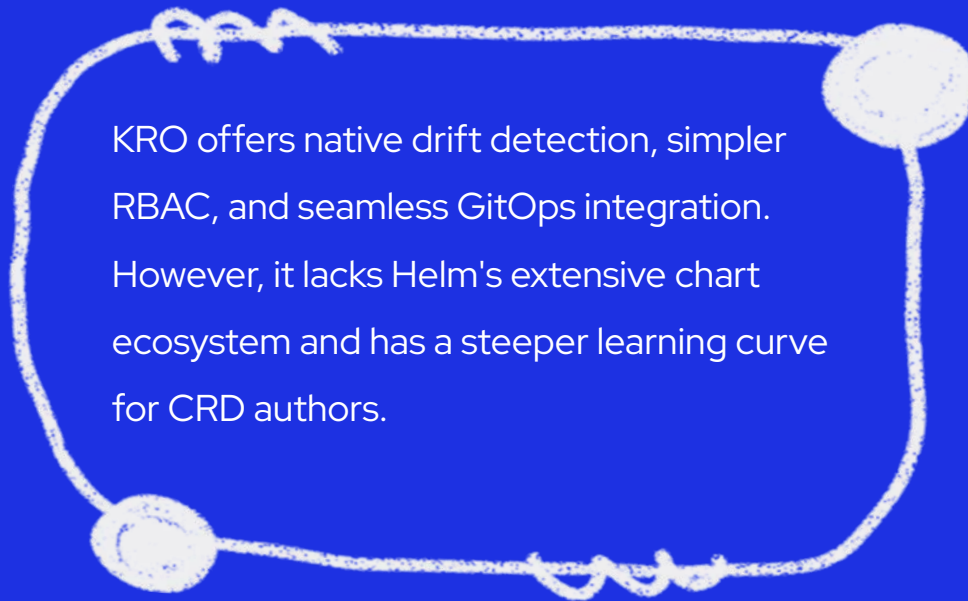 KRO offers native drift detection, simpler
RBAC, and seamless GitOps integration.
However, it lacks Helm's extensive chart
ecosystem and has a steeper learning curve
for CRD authors.